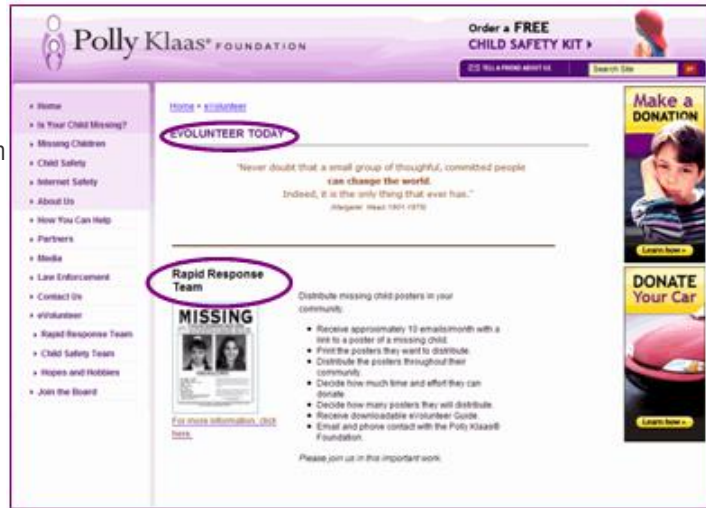 Polly Klaas® FOUNDATION
Order a FREE
CHILD SAFETY KIT
TELL A FRIEND ABOUT US
Search Site
Home
Is Your Child Missing?
Missing Children
Child Safety
Internet Safety
About Us
How You Can Help
Partners
Media
Law Enforcement
Contact Us
eVolunteer
Rapid Response Team
Child Safety Team
Hopes and Hobbies
Join the Board
Home > eVolunteer
EVOLUNTEER TODAY
"Never doubt that a small group of thoughtful, committed people
can change the world.
Indeed, it is the only thing that ever has."
Rapid Response
Team
MISSING
For more information, click
here.
Distribute missing child posters in your
community.
Receive approximately 10 emails/month with a
link to a poster of a missing child.
Print the posters they want to distribute.
Distribute the posters throughout their
community.
Decide how much time and effort they can
donate.
Decide how many posters they will distribute.
Receive downloadable eVolunteer Guide.
Email and phone contact with the Polly Klaas®
Foundation.
Please join us in this important work.
Make a
DONATION
Learn how
DONATE
Your Car
Learn how